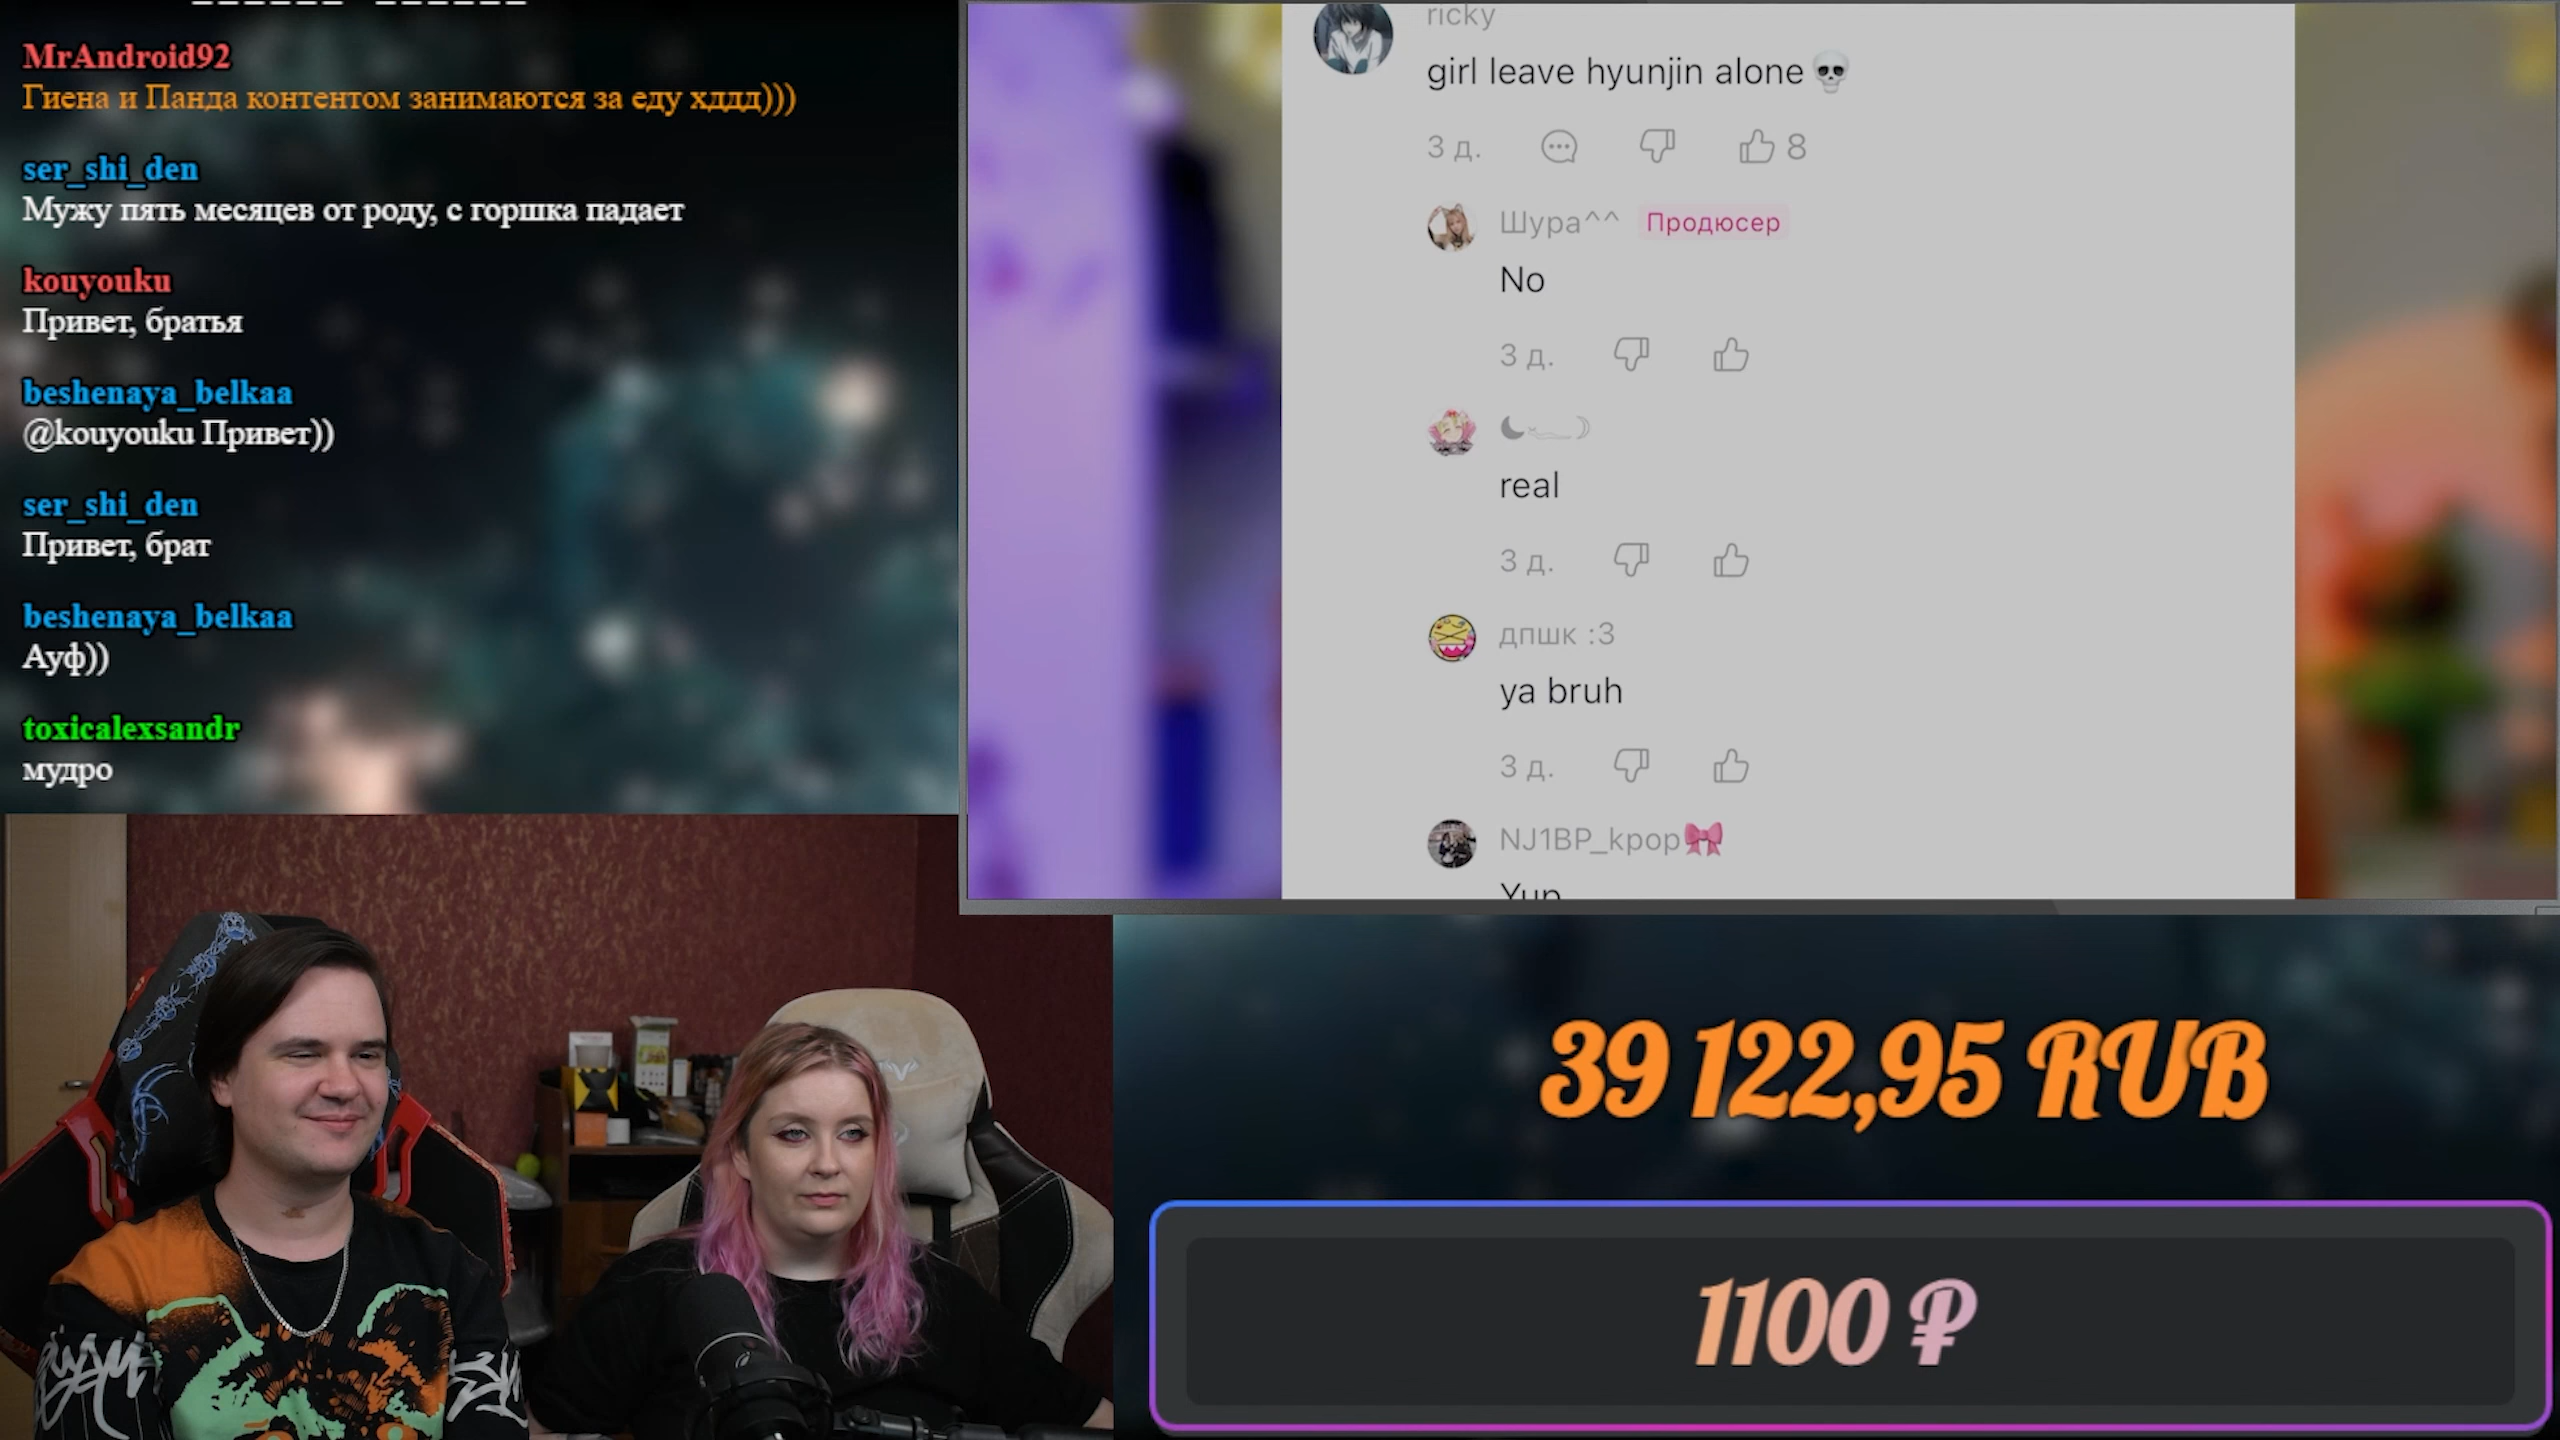 MrAndroid92
Гиена и Панда контентом занимаются за еду хддд)))
ser_shi_den
Мужу пять месяцев от роду, с горшка падает
kouyouku
Привет, братья
beshenaya_belkaa
@kouyouku Привет))
ser_shi_den
Привет, брат
beshenaya_belkaa
Ауф))
toxicalexsandr
мудро
ricky
girl leave hyunjin alone💀
3 д.
8
Шура^^ Продюсер
No
3 д.
real
3 д.
дпшк :3
ya bruh
3 д.
NJ1BP_kpop🎀
Yup
39 122,95 RUB
1100 ₽